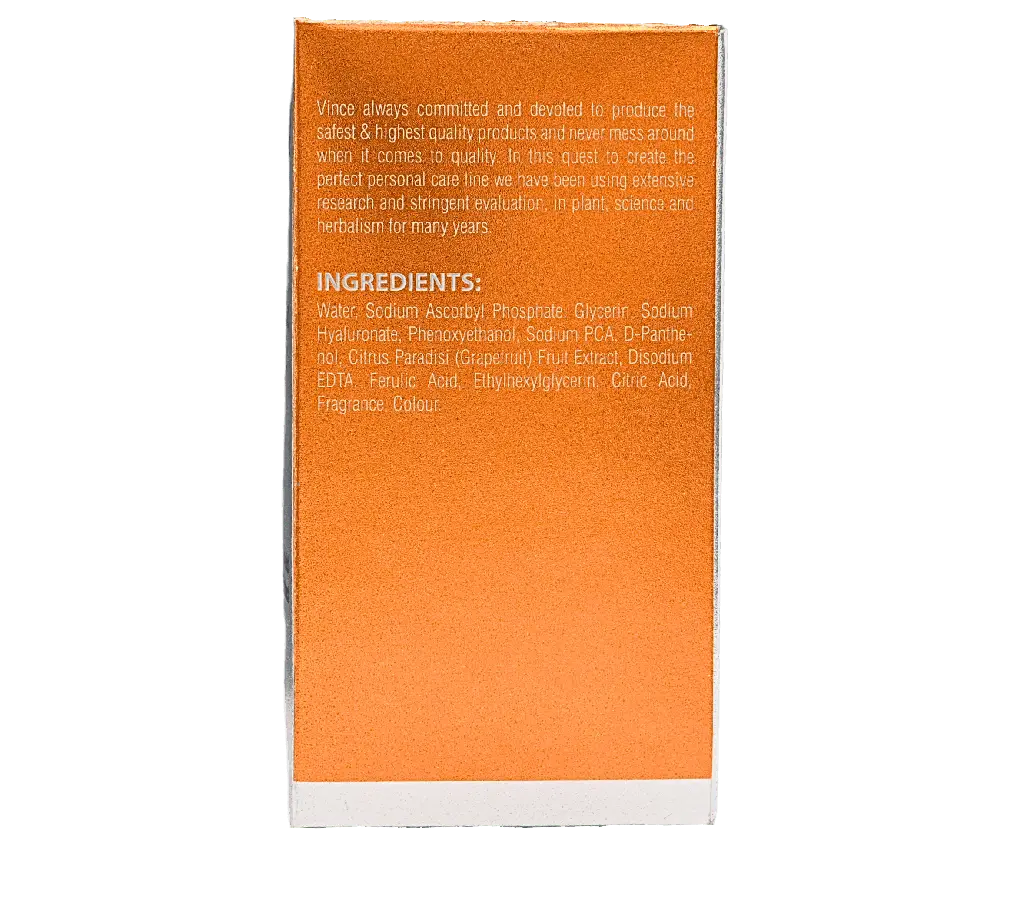 Vince always committed and devoted to produce the
safest & highest quality products and never mess around
when it comes to quality. In this quest to create the
perfect personal care line we have been using extensive
research and stringent evaluation, in plant, science and
herbalism for many years.
INGREDIENTS:
Water, Sodium Ascorbyl Phosphate, Glycerin, Sodium
Hyaluronate, Phenoxyethanol, Sodium PCA, D-Panthe-
nol, Citrus Paradisi (Grapefruit) Fruit Extract, Disodium
EDTA, Ferulic Acid, Ethylhexylglycerin, Citric Acid,
Fragrance, Colour.